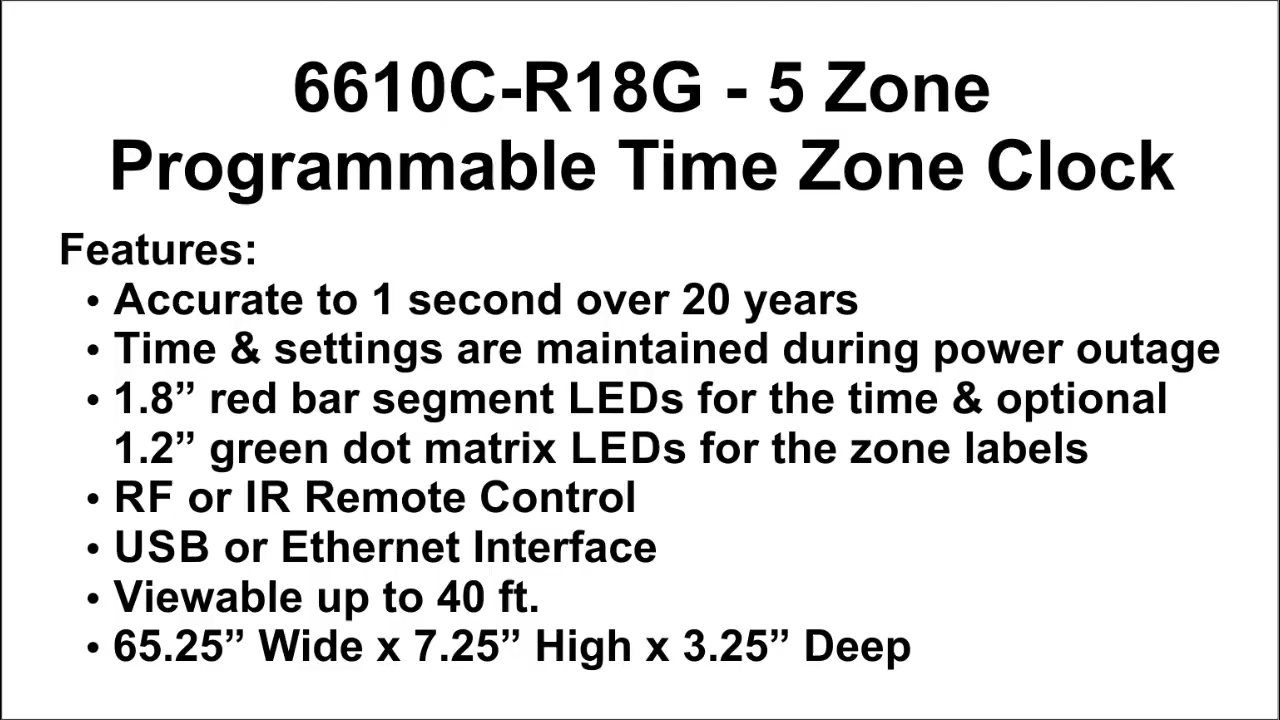 6610C-R18G - 5 Zone
Programmable Time Zone Clock
Features:
• Accurate to 1 second over 20 years
• Time & settings are maintained during power outage
• 1.8” red bar segment LEDs for the time & optional
1.2” green dot matrix LEDs for the zone labels
• RF or IR Remote Control
• USB or Ethernet Interface
• Viewable up to 40 ft.
• 65.25” Wide x 7.25” High x 3.25” Deep